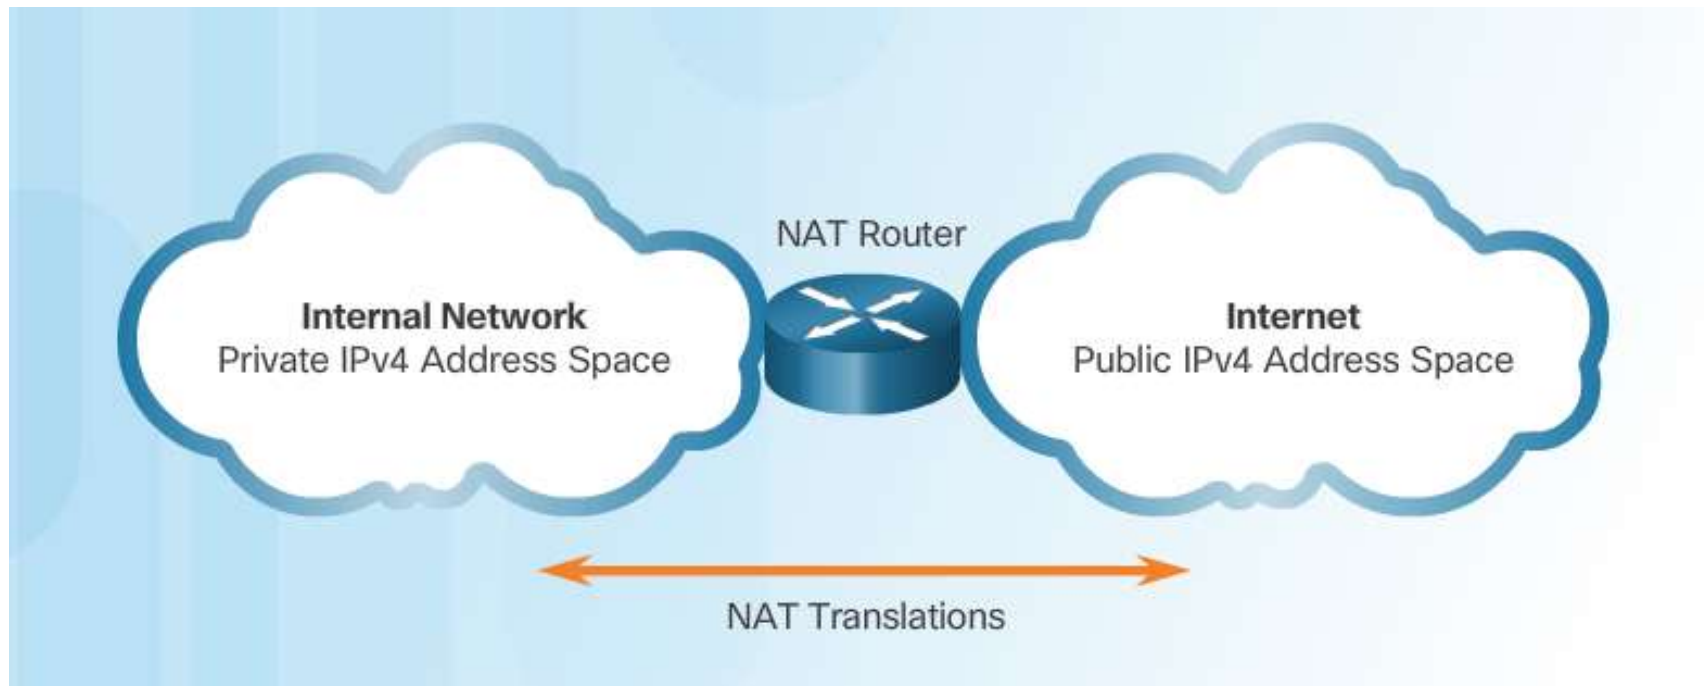 NAT Router
Internal Network
Private IPv4 Address Space
Internet
Public IPv4 Address Space
NAT Translations